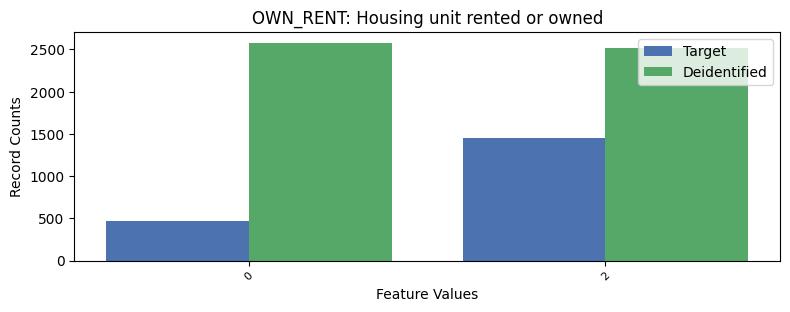 OWN_RENT: Housing unit rented or owned
Target
Deidentified
2500
2000
1500
1000
500
0
Record Counts
0
2
Feature Values